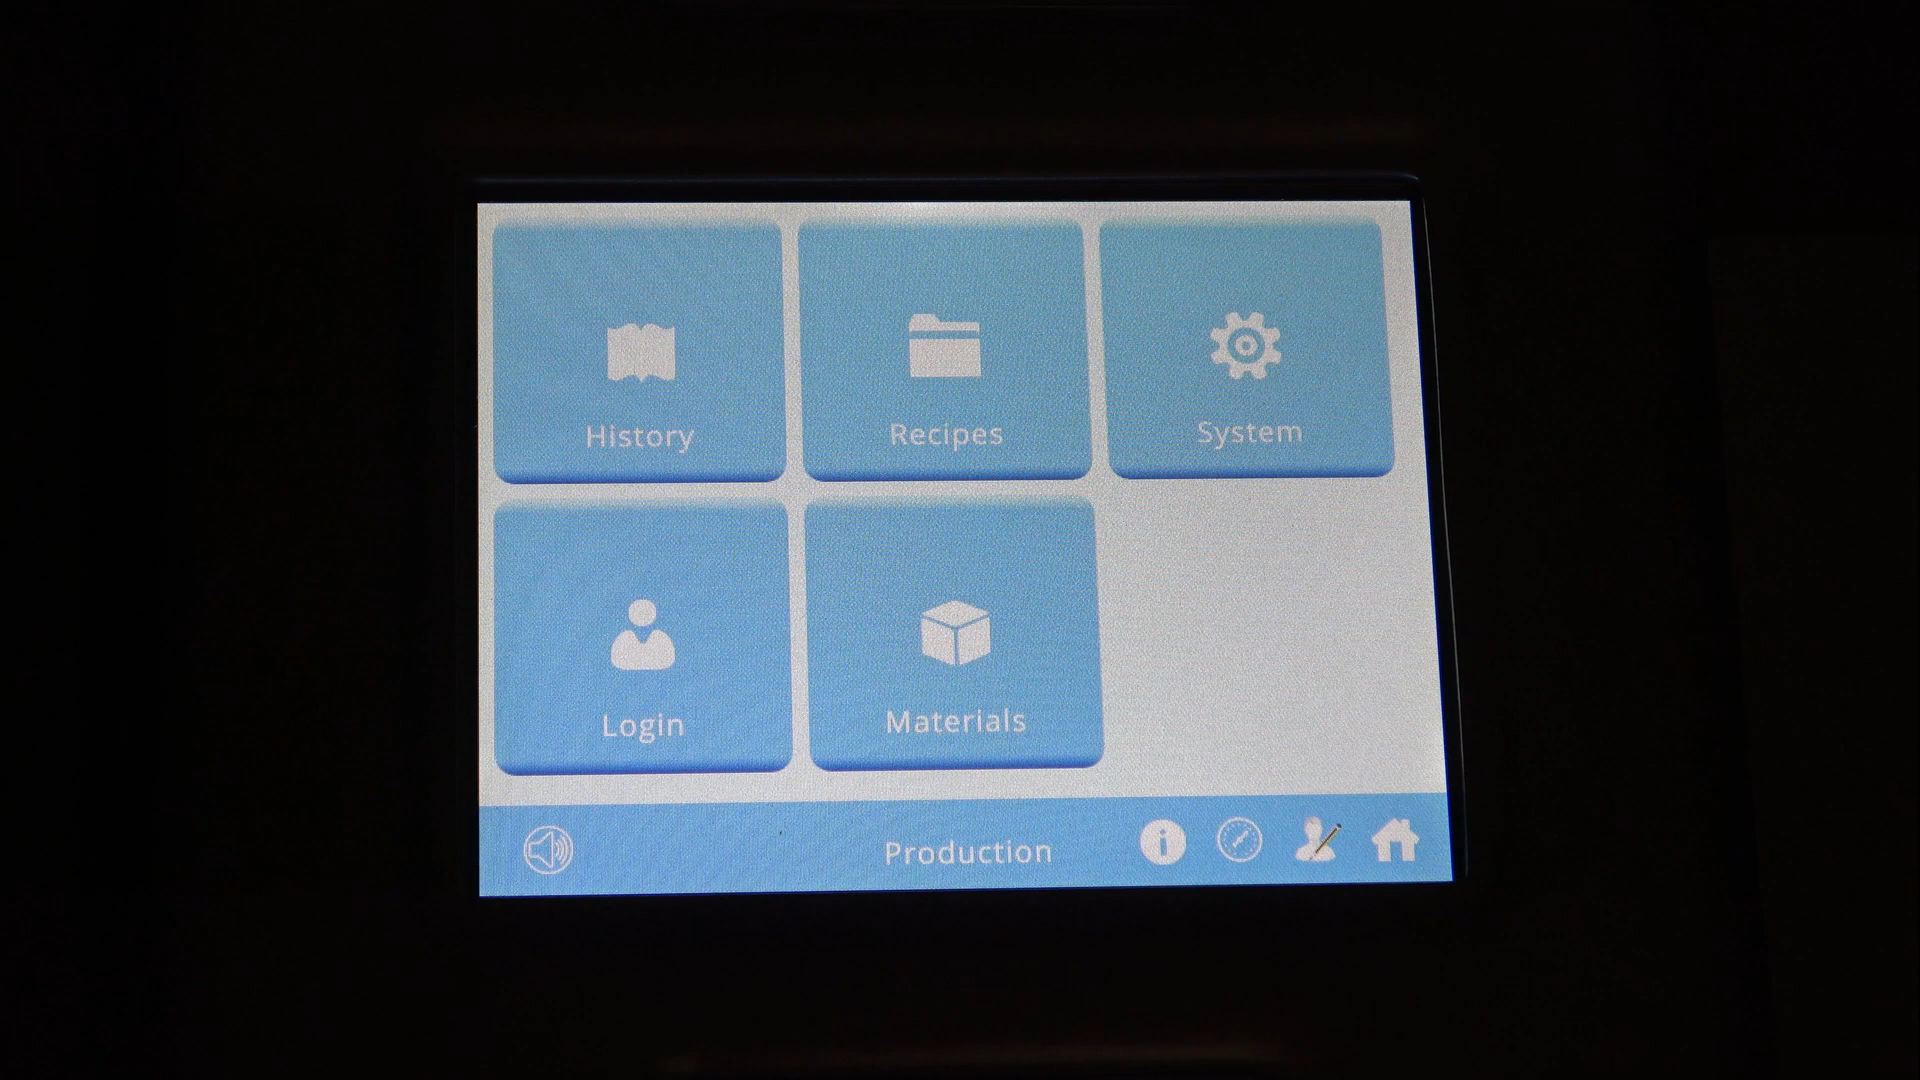 History
Recipes
System
Login
Materials
Production